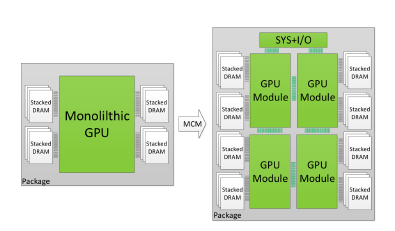 Stacked
DRAM
Stacked
DRAM
Monolilthic
GPU
Stacked
DRAM
Stacked
DRAM
Package
MCM
SYS+I/O
Stacked
DRAM
GPU
Module
GPU
Module
Stacked
DRAM
Stacked
DRAM
Stacked
DRAM
Stacked
DRAM
GPU
Module
GPU
Module
Stacked
DRAM
Stacked
DRAM
Stacked
DRAM
Package